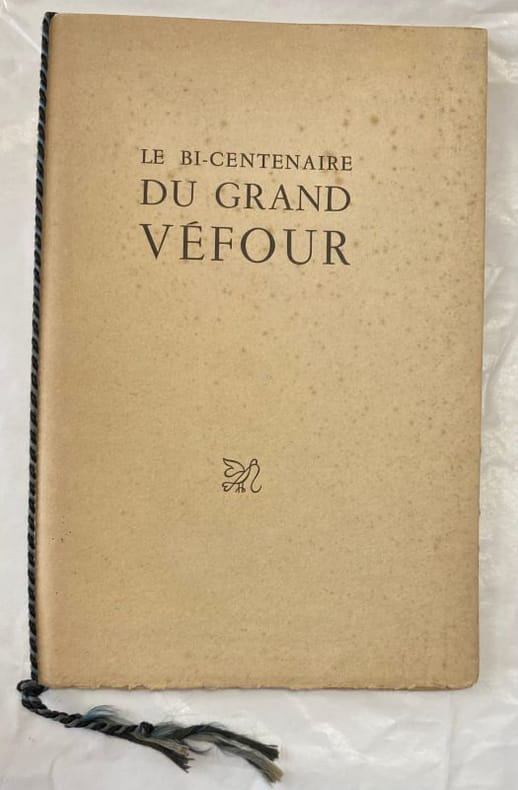 LE BI-CENTENAIRE
DU GRAND
VÉFOUR